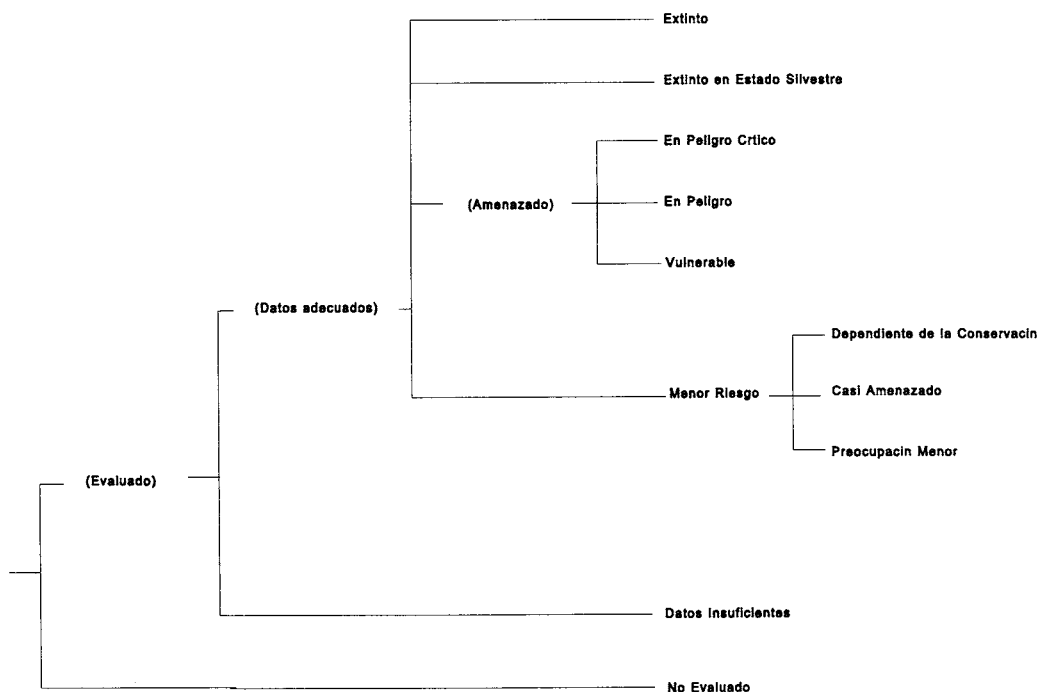 Extinto
Extinto en Estado Silvestre
En Peligro Crtico
(Amenazado)
En Peligro
Vulnerable
(Datos adecuados)
Dependiente de la Conservacin
Menor Riesgo
Casi Amenazado
Preocupacin Menor
(Evaluado)
Datos Insuficientes
No Evaluado